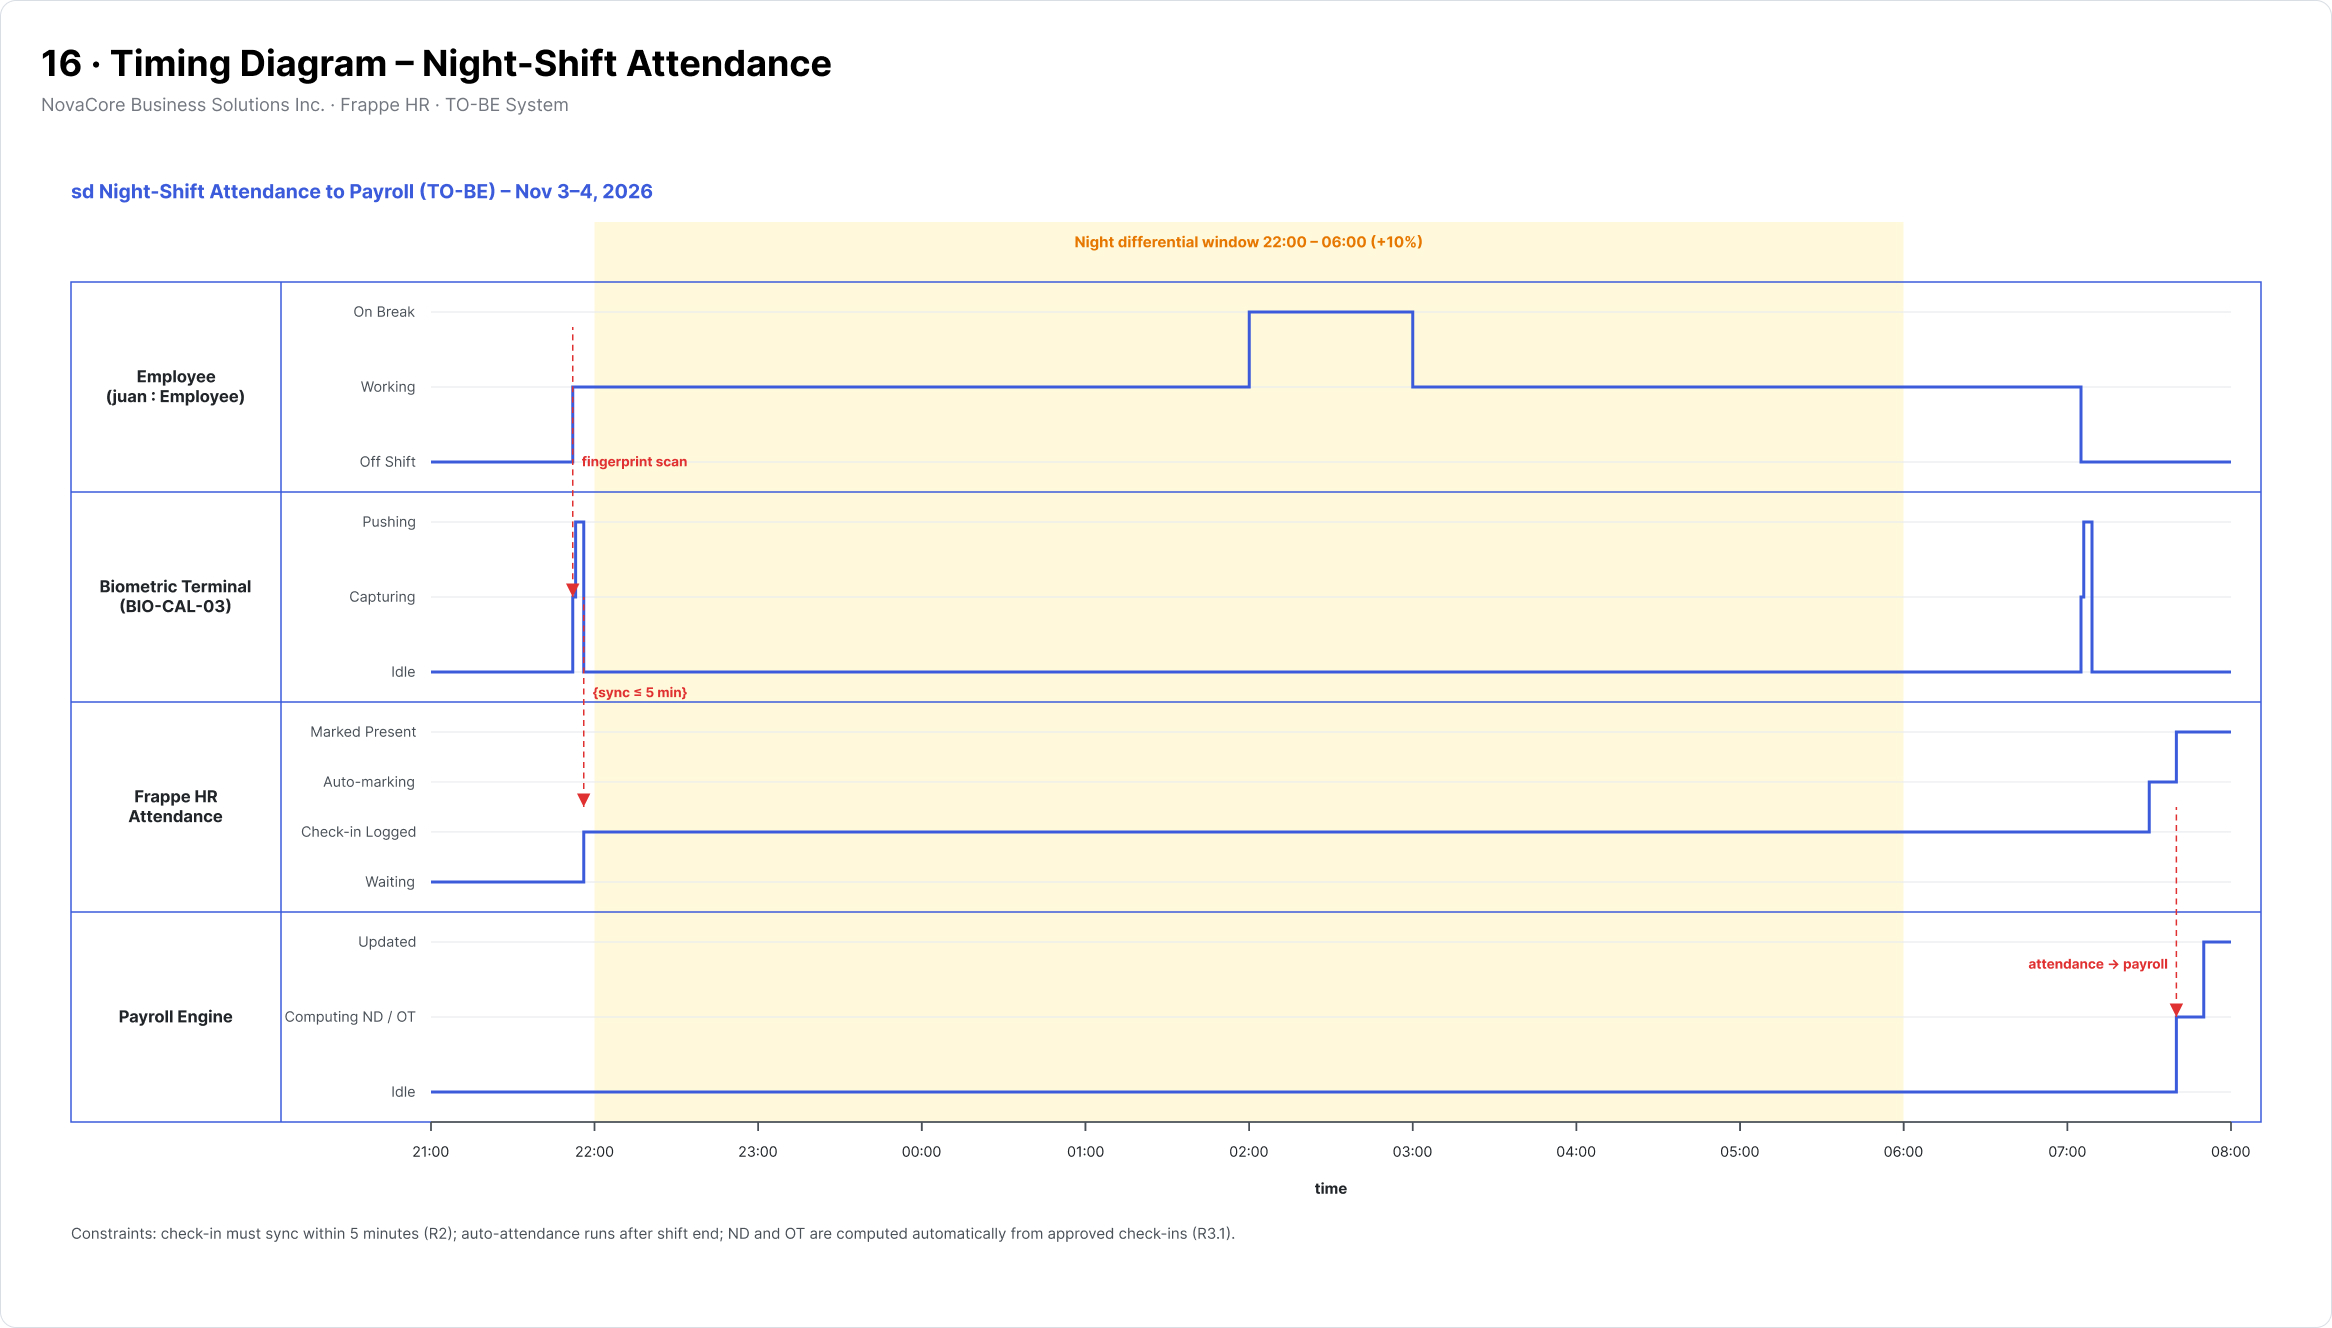 16 · Timing Diagram – Night-Shift Attendance
NovaCore Business Solutions Inc. · Frappe HR · TO-BE System
sd Night-Shift Attendance to Payroll (TO-BE) – Nov 3–4, 2026
Night differential window 22:00 – 06:00 (+10%)
Employee
(juan : Employee)
On Break
Working
Off Shift
fingerprint scan
Biometric Terminal
(BIO-CAL-03)
Pushing
Capturing
Idle
{sync ≤ 5 min}
Frappe HR
Attendance
Marked Present
Auto-marking
Check-in Logged
Waiting
Payroll Engine
Updated
Computing ND / OT
Idle
attendance → payroll
21:00 22:00 23:00 00:00 01:00 02:00 03:00 04:00 05:00 06:00 07:00 08:00
time
Constraints: check-in must sync within 5 minutes (R2); auto-attendance runs after shift end; ND and OT are computed automatically from approved check-ins (R3.1).